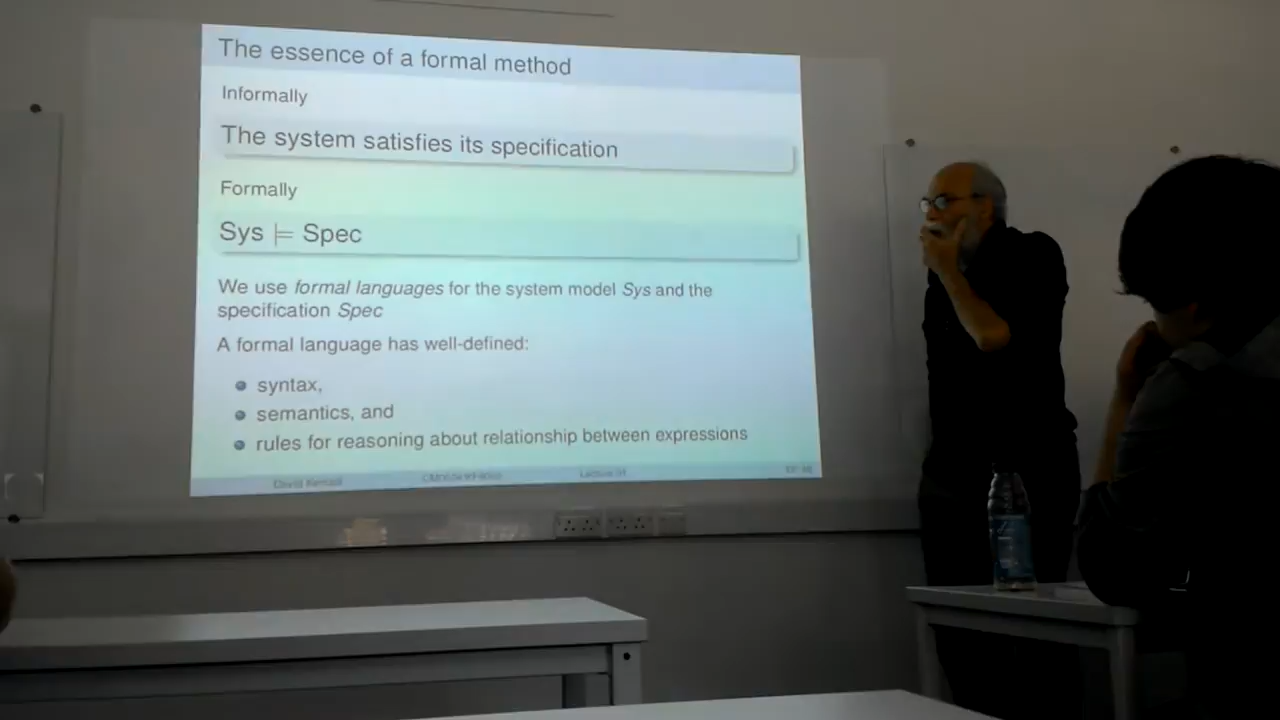 The essence of a formal method
Informally
The system satisfies its specification
Formally
Sys ⊨ Spec
We use formal languages for the system model Sys and the
specification Spec
A formal language has well-defined:
syntax,
semantics, and
rules for reasoning about relationship between expressions
David Kendall